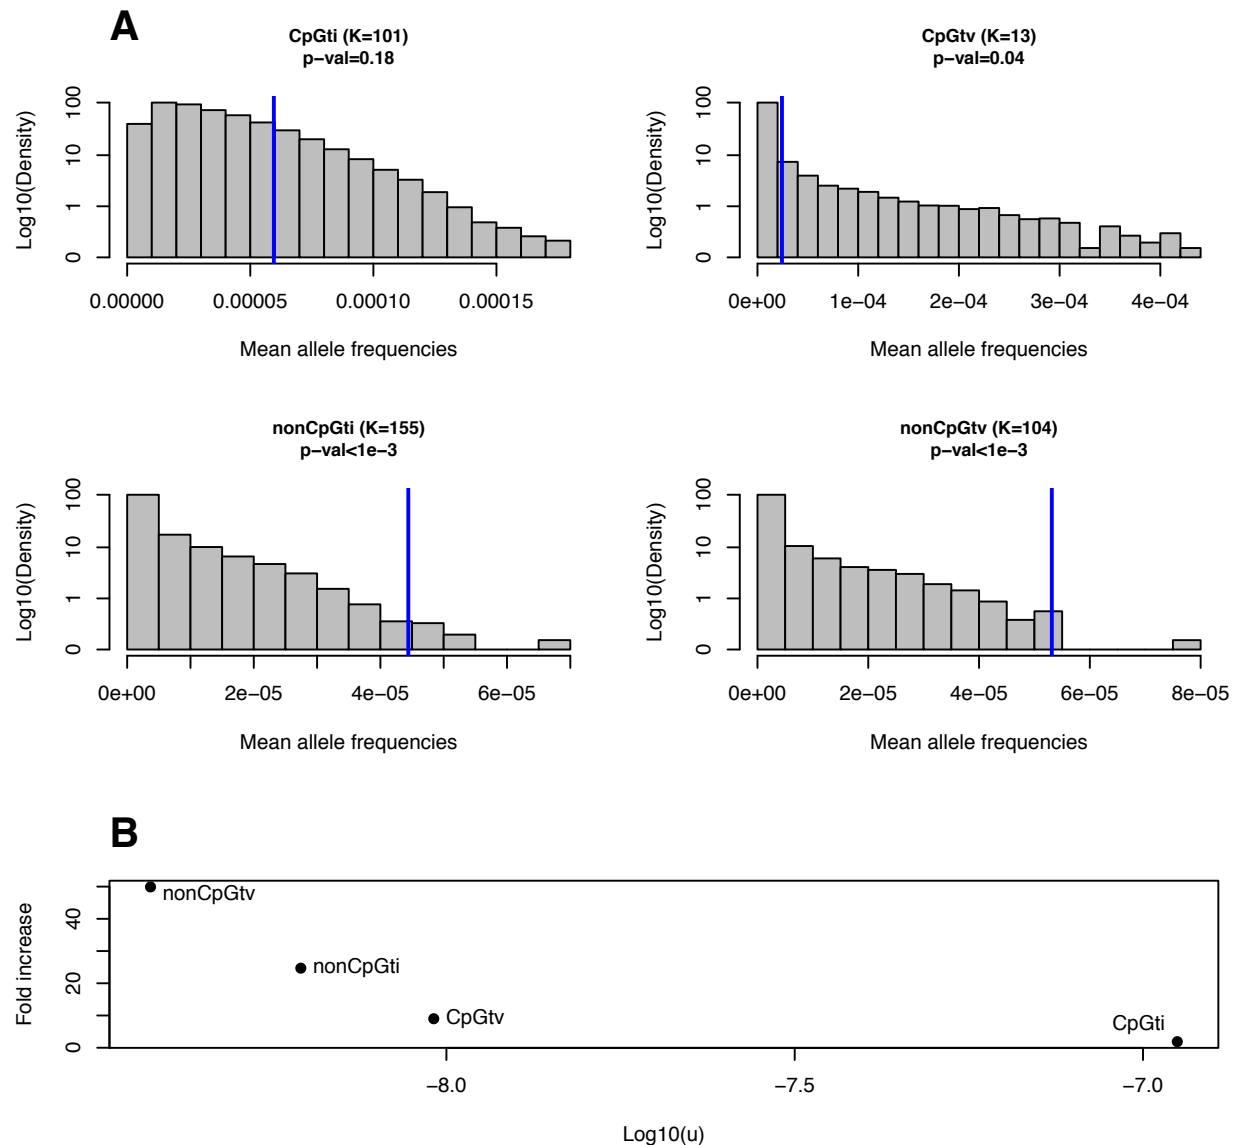 A
CpGti (K=101)
p−val=0.18
Log10(Density)
100
10
1
0
0.00000 0.00005 0.00010 0.00015
Mean allele frequencies
CpGtv (K=13)
p−val=0.04
Log10(Density)
100
10
1
0
0e+00 1e−04 2e−04 3e−04 4e−04
Mean allele frequencies
nonCpGti (K=155)
p−val<1e−3
Log10(Density)
100
10
1
0
0e+00 2e−05 4e−05 6e−05
Mean allele frequencies
nonCpGtv (K=104)
p−val<1e−3
Log10(Density)
100
10
1
0
0e+00 2e−05 4e−05 6e−05 8e−05
Mean allele frequencies
B
Fold increase
40
20
0
nonCpGtv
nonCpGti
CpGtv
CpGti
−8.0 −7.5 −7.0
Log10(u)